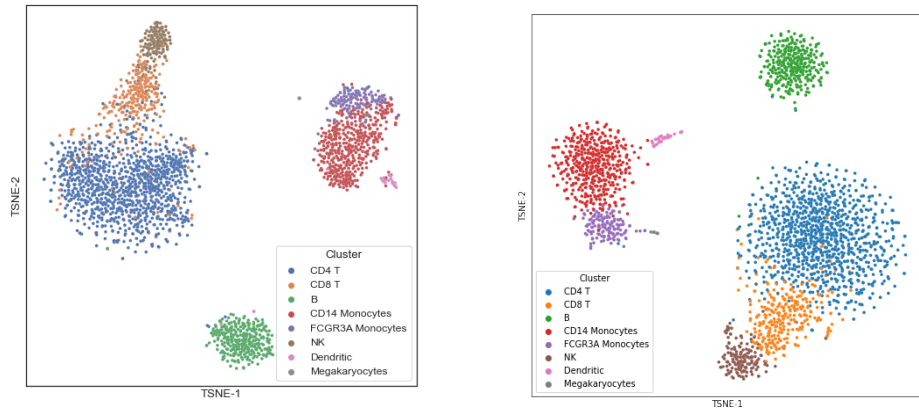 TSNE-2
Cluster
CD4 T
CD8 T
B
CD14 Monocytes
FCGR3A Monocytes
NK
Dendritic
Megakaryocytes
TSNE-1
TSNE-2
Cluster
CD4 T
CD8 T
B
CD14 Monocytes
FCGR3A Monocytes
NK
Dendritic
Megakaryocytes
TSNE-1